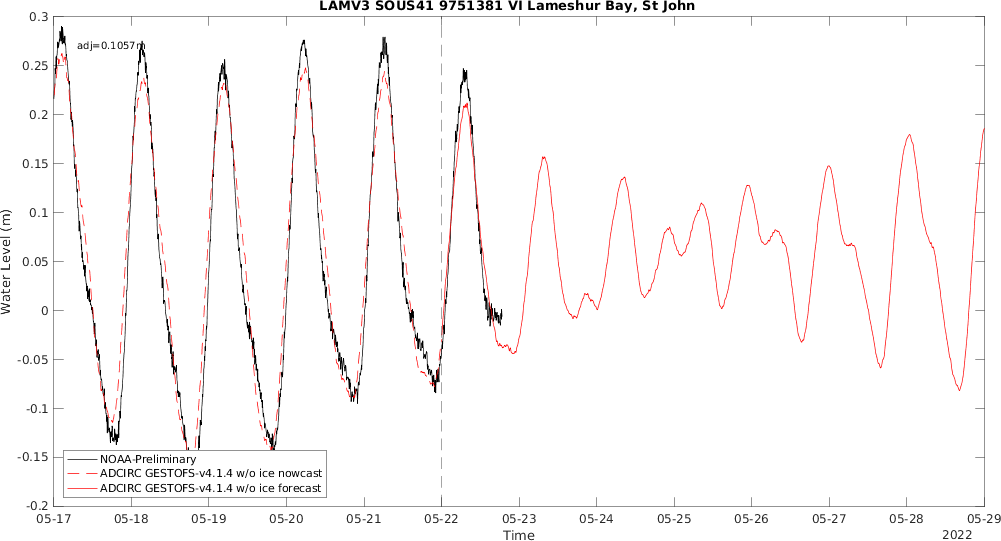 LAMV3 SOUS41 9751381 VI Lameshur Bay, St John
adj=0.1057m
0.3
0.25
0.2
0.15
0.1
0.05
0
-0.05
-0.1
-0.15
-0.2
Water Level (m)
NOAA-Preliminary
ADCIRC GESTOFS-v4.1.4 w/o ice nowcast
ADCIRC GESTOFS-v4.1.4 w/o ice forecast
05-17 05-18 05-19 05-20 05-21 05-22 05-23 05-24 05-25 05-26 05-27 05-28 05-29
Time
2022